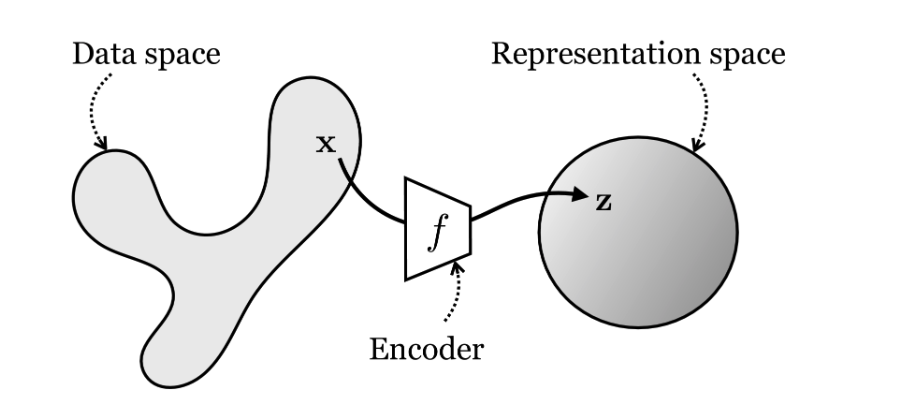 Data space
Representation space
x
f
z
Encoder